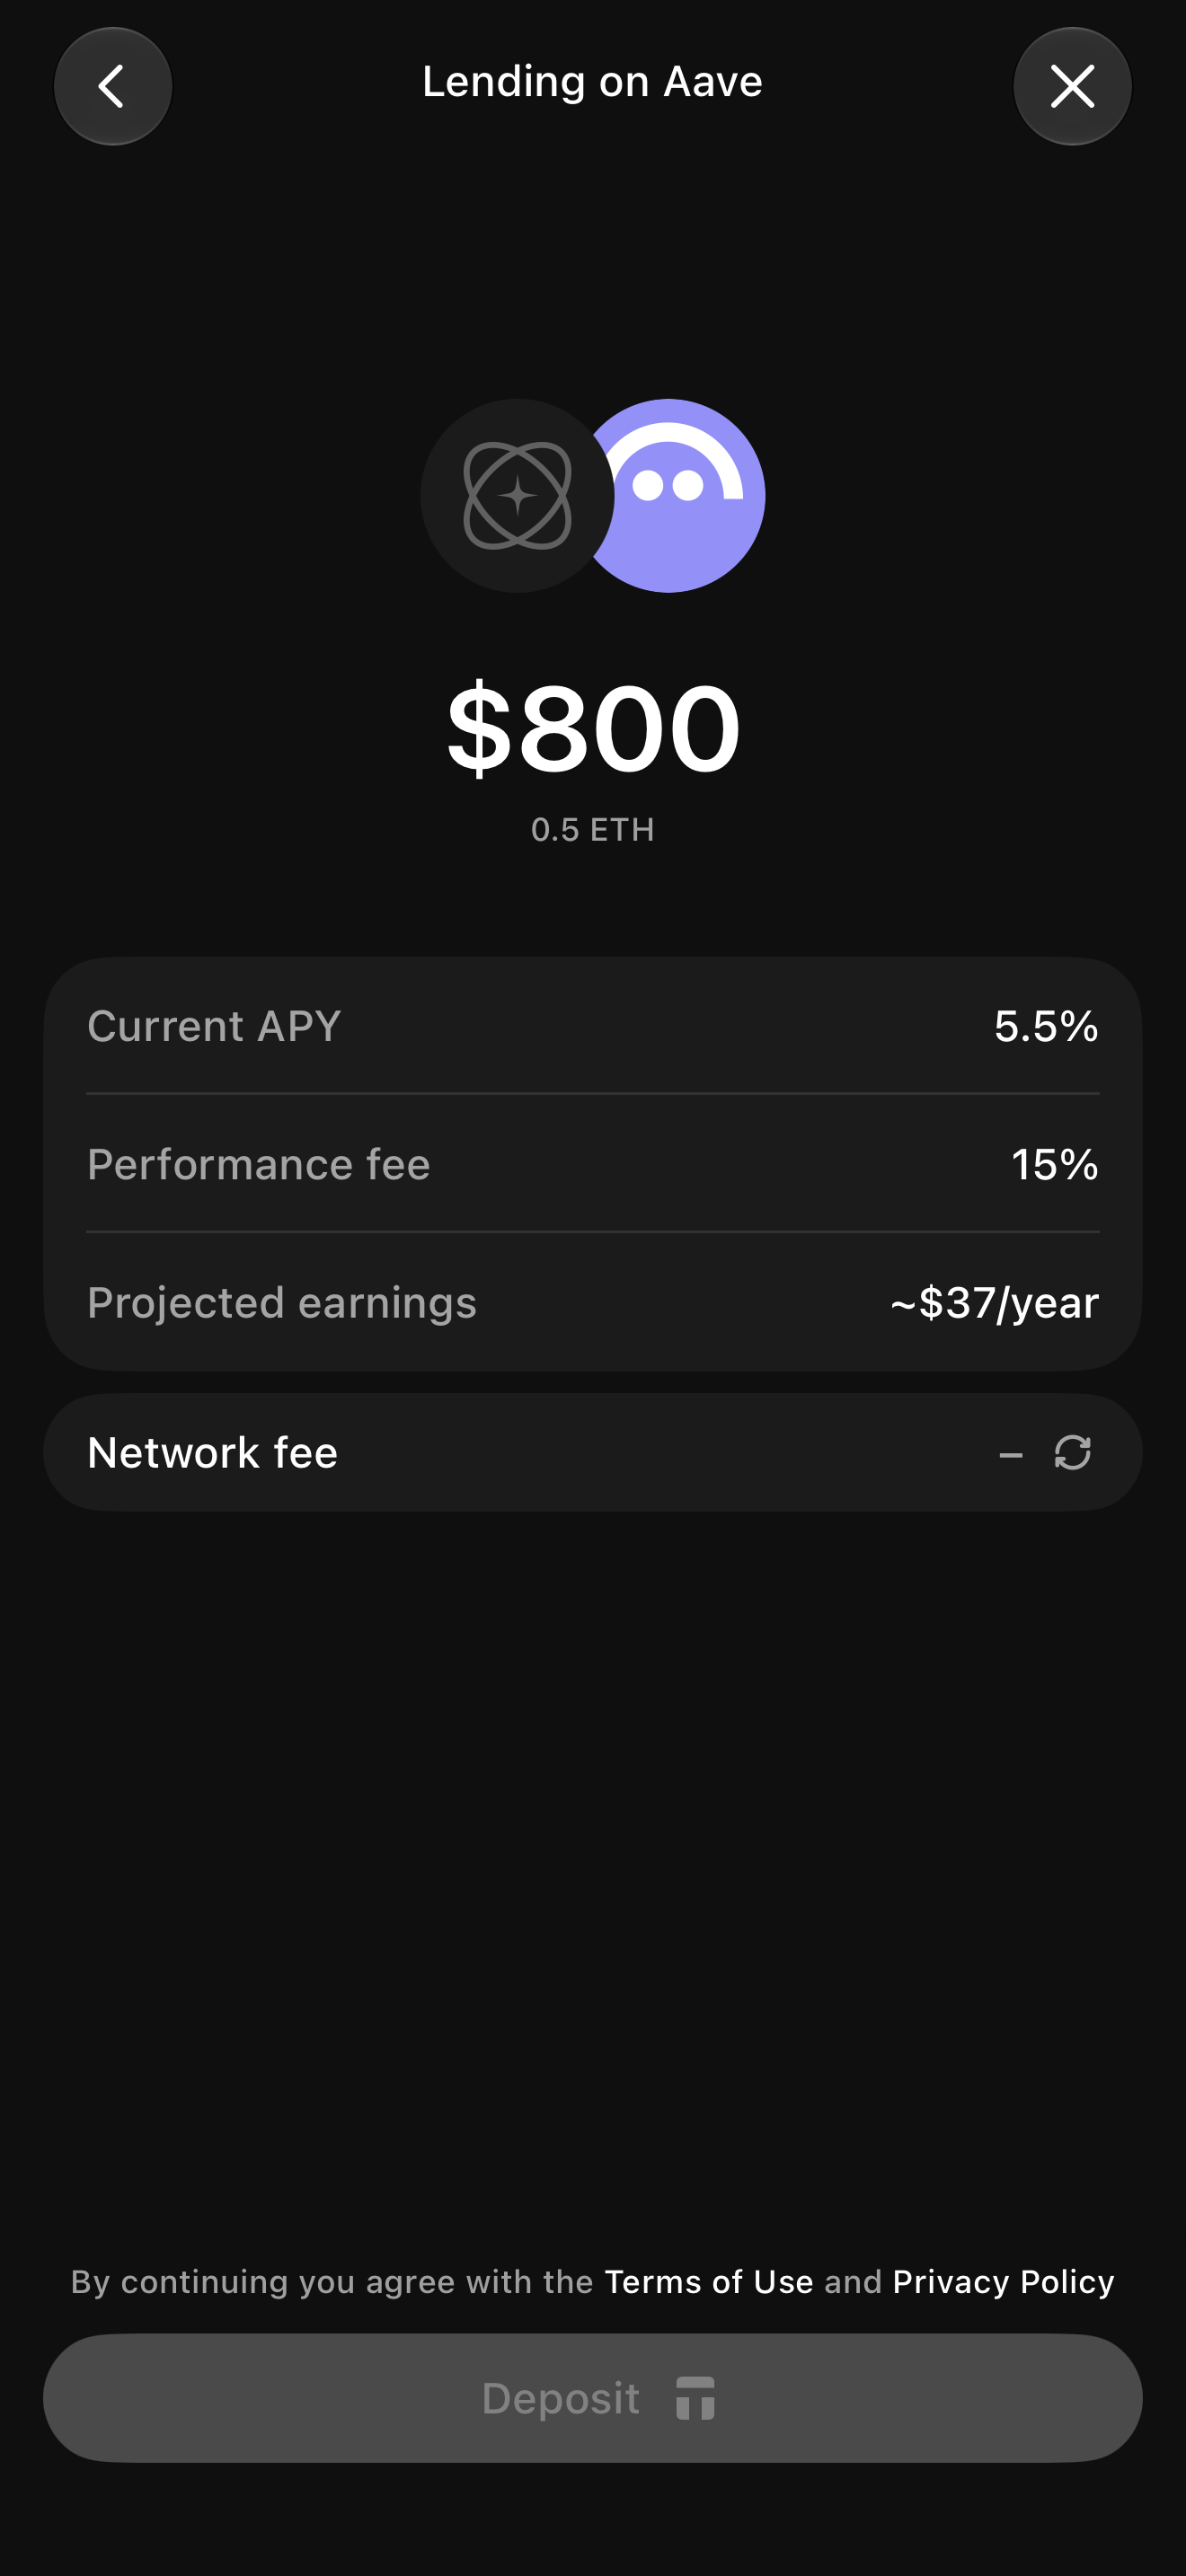 Lending on Aave
$800
0.5 ETH
Current APY 5.5%
Performance fee 15%
Projected earnings ~$37/year
Network fee –
By continuing you agree with the Terms of Use and Privacy Policy
Deposit